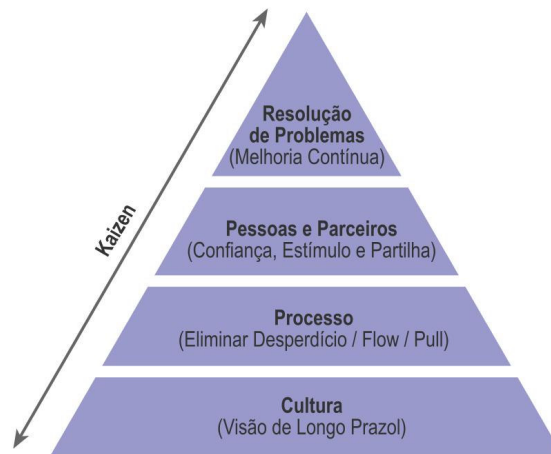 Kaizen
Resolução
de Problemas
(Melhoria Contínua)
Pessoas e Parceiros
(Confiança, Estímulo e Partilha)
Processo
(Eliminar Desperdício / Flow / Pull)
Cultura
(Visão de Longo Prazol)